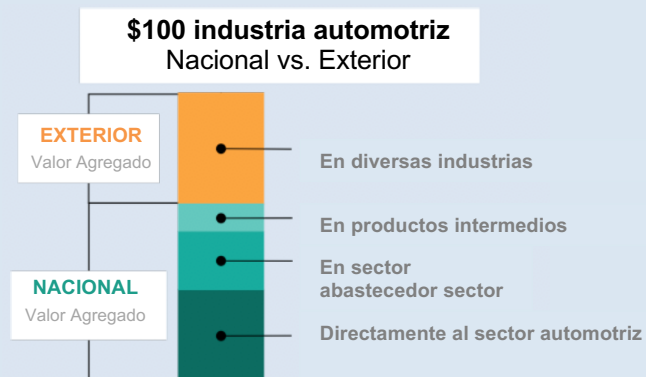 $100 industria automotriz
Nacional vs. Exterior
EXTERIOR
Valor Agregado
En diversas industrias
En productos intermedios
En sector
abastecedor sector
NACIONAL
Valor Agregado
Directamente al sector automotriz